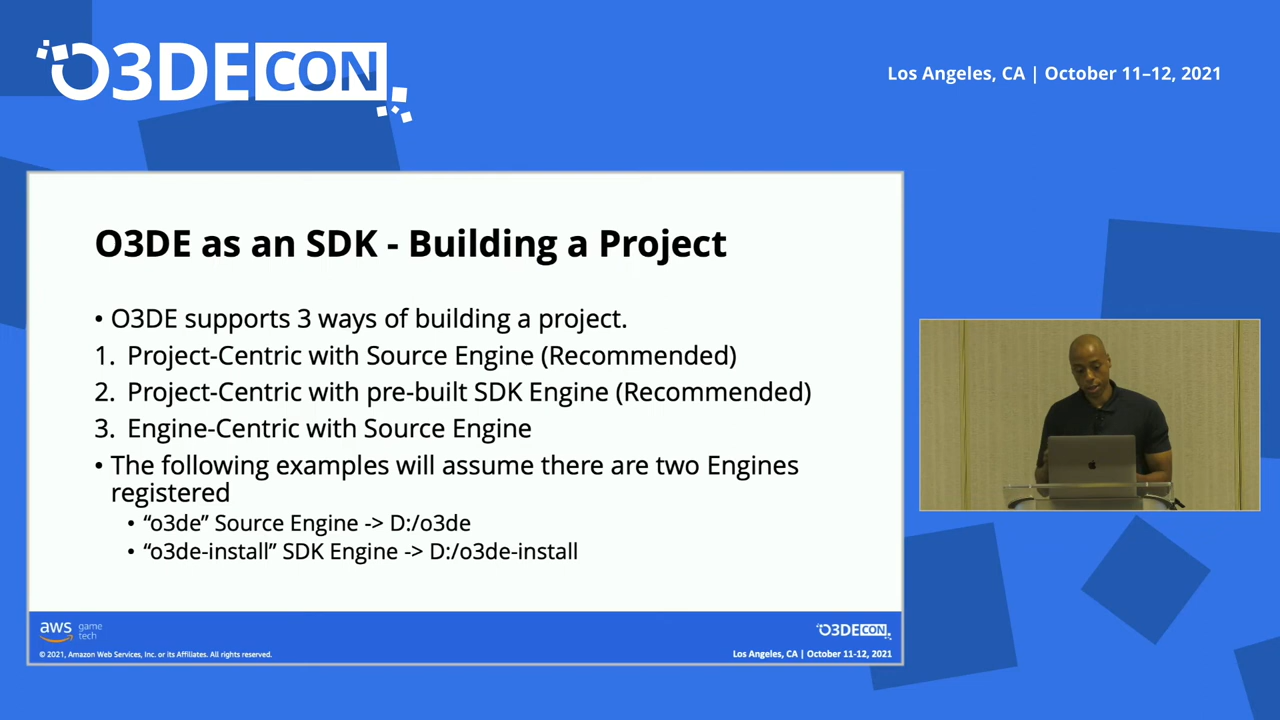 O3DECON
Los Angeles, CA | October 11–12, 2021
O3DE as an SDK - Building a Project
• O3DE supports 3 ways of building a project.
1. Project-Centric with Source Engine (Recommended)
2. Project-Centric with pre-built SDK Engine (Recommended)
3. Engine-Centric with Source Engine
• The following examples will assume there are two Engines
registered
• “o3de” Source Engine -> D:/o3de
• “o3de-install” SDK Engine -> D:/o3de-install
aws game
tech
O3DECON
© 2021, Amazon Web Services, Inc. or its Affiliates. All rights reserved.
Los Angeles, CA | October 11-12, 2021